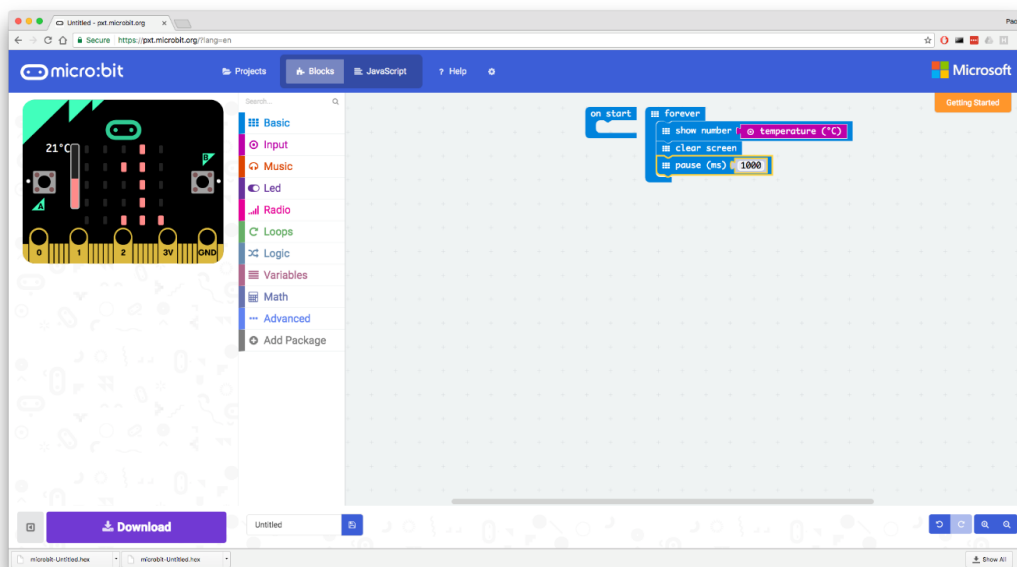 Untitled - pxt.microbit.org
Secure https://pxt.microbit.org/?lang=en
micro:bit
Projects
Blocks
JavaScript
? Help
Microsoft
Getting Started
21°C
A
B
0 1 2 3V GND
Search...
Basic
Input
Music
Led
Radio
Loops
Logic
Variables
Math
Advanced
Add Package
on start
forever
show number temperature (°C)
clear screen
pause (ms) 1000
Download
Untitled
microbit-Untitled.hex
microbit-Untitled.hex
Show All